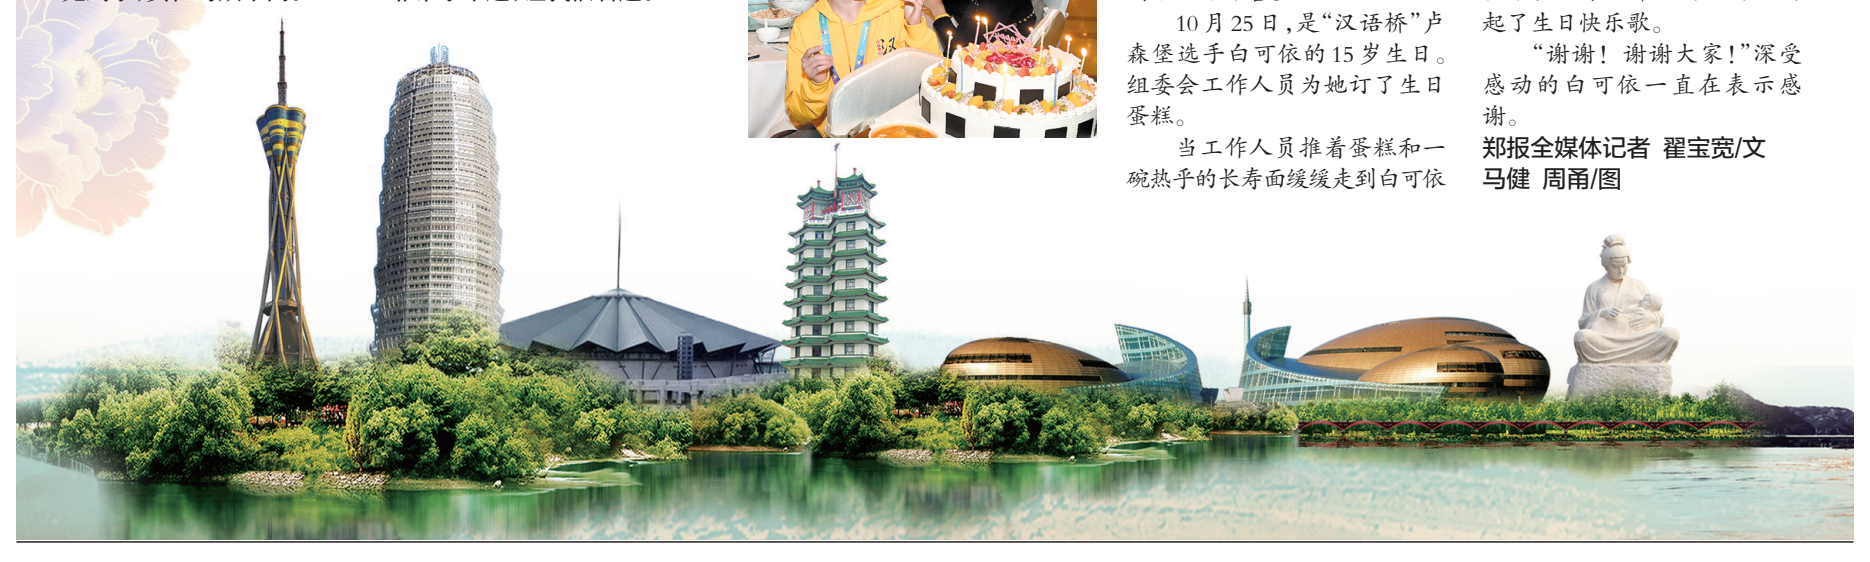 10月25日，是“汉语桥”卢
森堡选手白可依的15岁生日。
组委会工作人员为她订了生日
蛋糕。
当工作人员推着蛋糕和一
碗热乎的长寿面缓缓走到白可依
起了生日快乐歌。
“谢谢！谢谢大家！”深受
感动的白可依一直在表示感
谢。
郑报全媒体记者 翟宝宽/文
马健 周甬/图